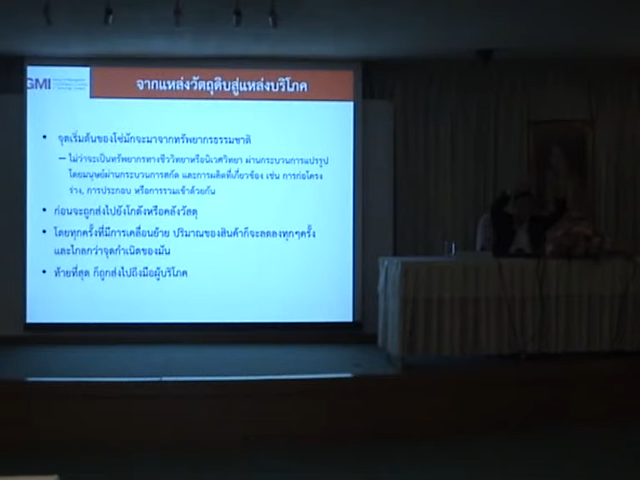 GMI
จากแหล่งวัตถุดิบสู่แหล่งบริโภค
• จุดเริ่มต้นของโซ่มักจะมาจากทรัพยากรธรรมชาติ
– ไม่ว่าจะเป็นทรัพยากรทางชีววิทยาหรือนิเวศวิทยา ผ่านกระบวนการแปรรูป
โดยมนุษย์ผ่านกระบวนการสกัด และการผลิตที่เกี่ยวข้อง เช่น การก่อโครง
ร่าง, การประกอบ หรือการรวมเข้าด้วยกัน
• ก่อนจะถูกส่งไปยังโกดังหรือคลังวัสดุ
• โดยทุกครั้งที่มีการเคลื่อนย้าย ปริมาณของสินค้าก็จะลดลงทุกๆครั้ง
และไกลกว่าจุดกำเนิดของมัน
• ท้ายที่สุด ก็ถูกส่งไปถึงมือผู้บริโภค